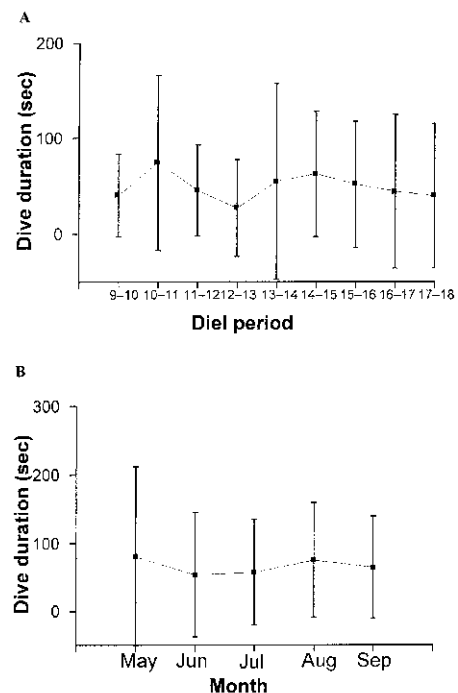 A
200
100
0
Dive duration (sec)
9–10 10–11 11–12 12–13 13–14 14–15 15–16 16–17 17–18
Diel period
B
300
200
100
0
Dive duration (sec)
May Jun Jul Aug Sep
Month